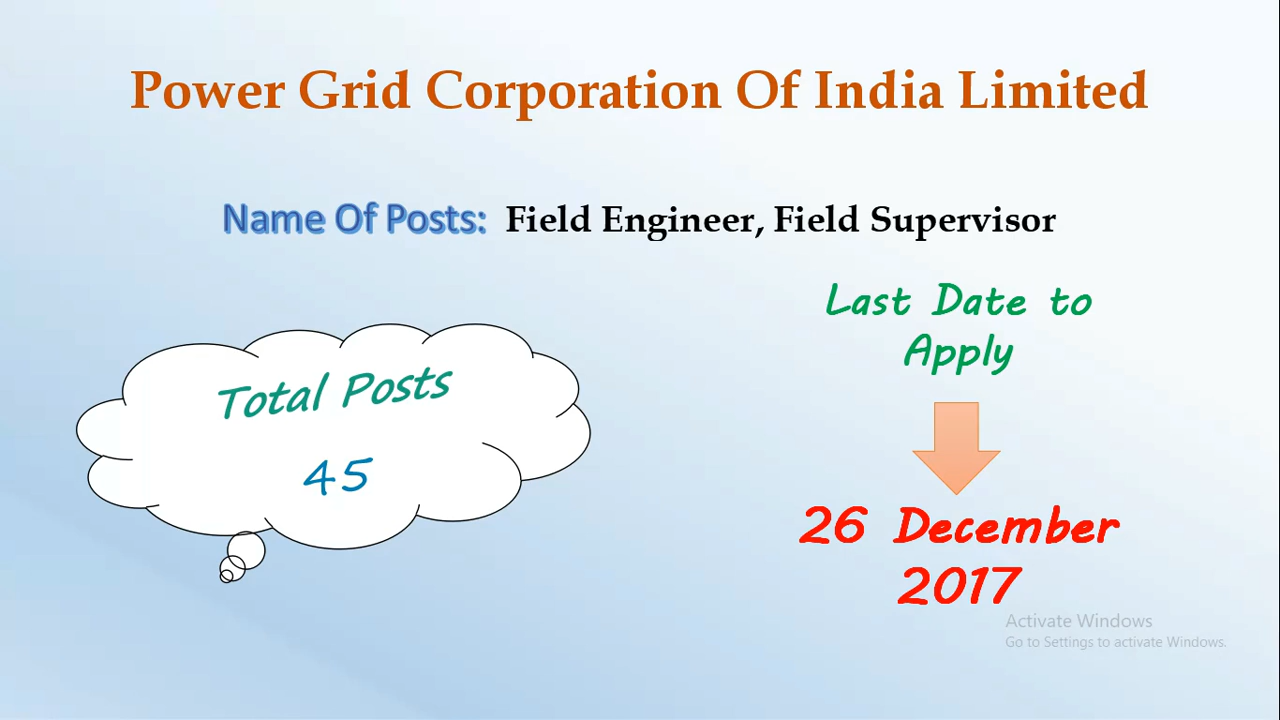 Power Grid Corporation Of India Limited
Name Of Posts: Field Engineer, Field Supervisor
Last Date to
Apply
Total Posts
45
26 December
2017
Activate Windows
Go to Settings to activate Windows.